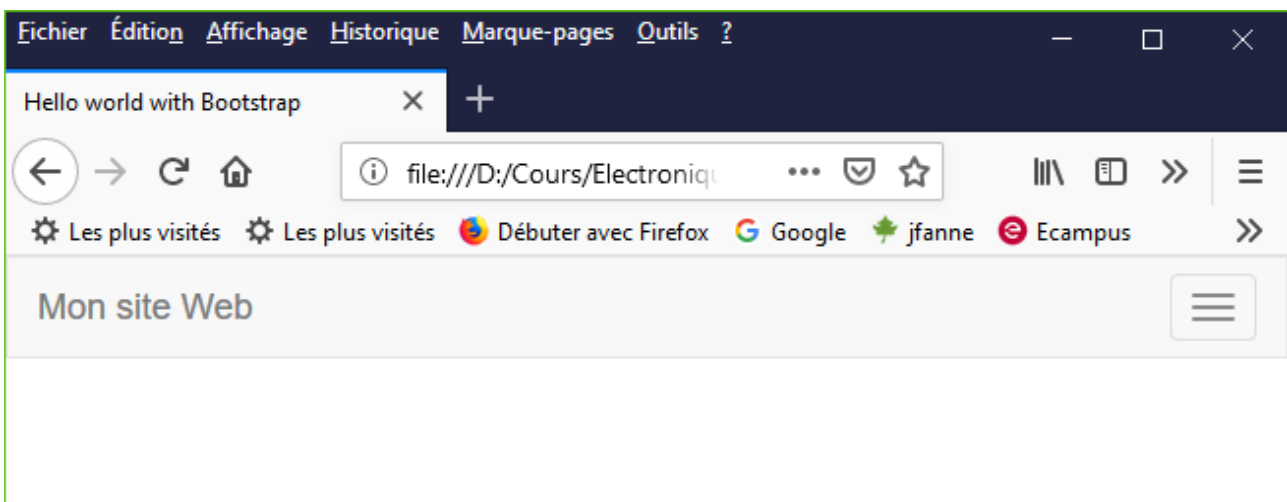 Fichier Édition Affichage Historique Marque-pages Outils ?
Hello world with Bootstrap
file:///D:/Cours/Electroniqu
Les plus visités Les plus visités Débuter avec Firefox Google jfanne Ecampus
Mon site Web